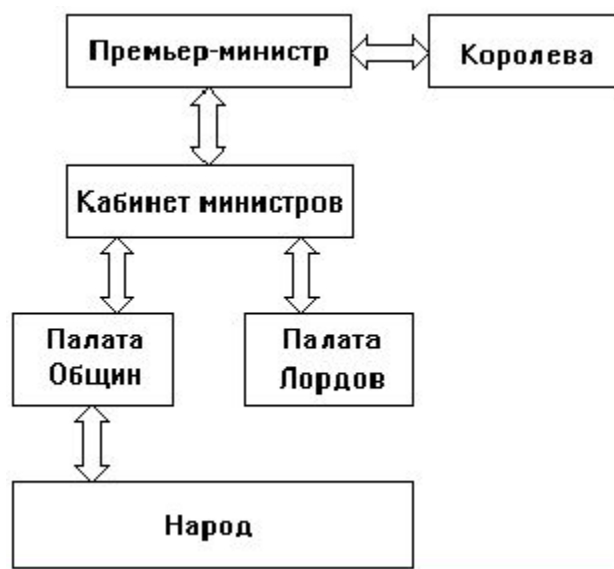 Премьер-министр
Королева
Кабинет министров
Палата
Общин
Палата
Лордов
Народ